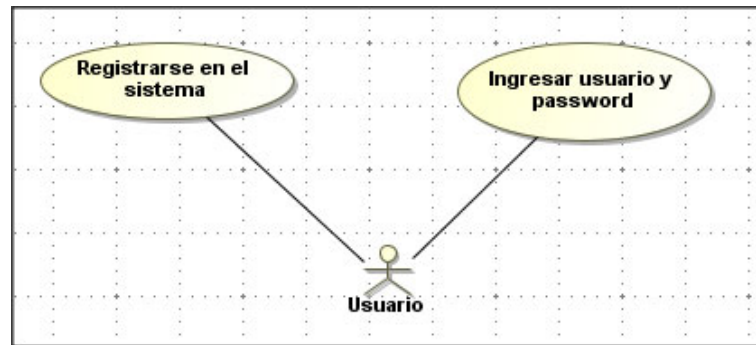 Registrarse en el
sistema
Ingresar usuario y
password
Usuario